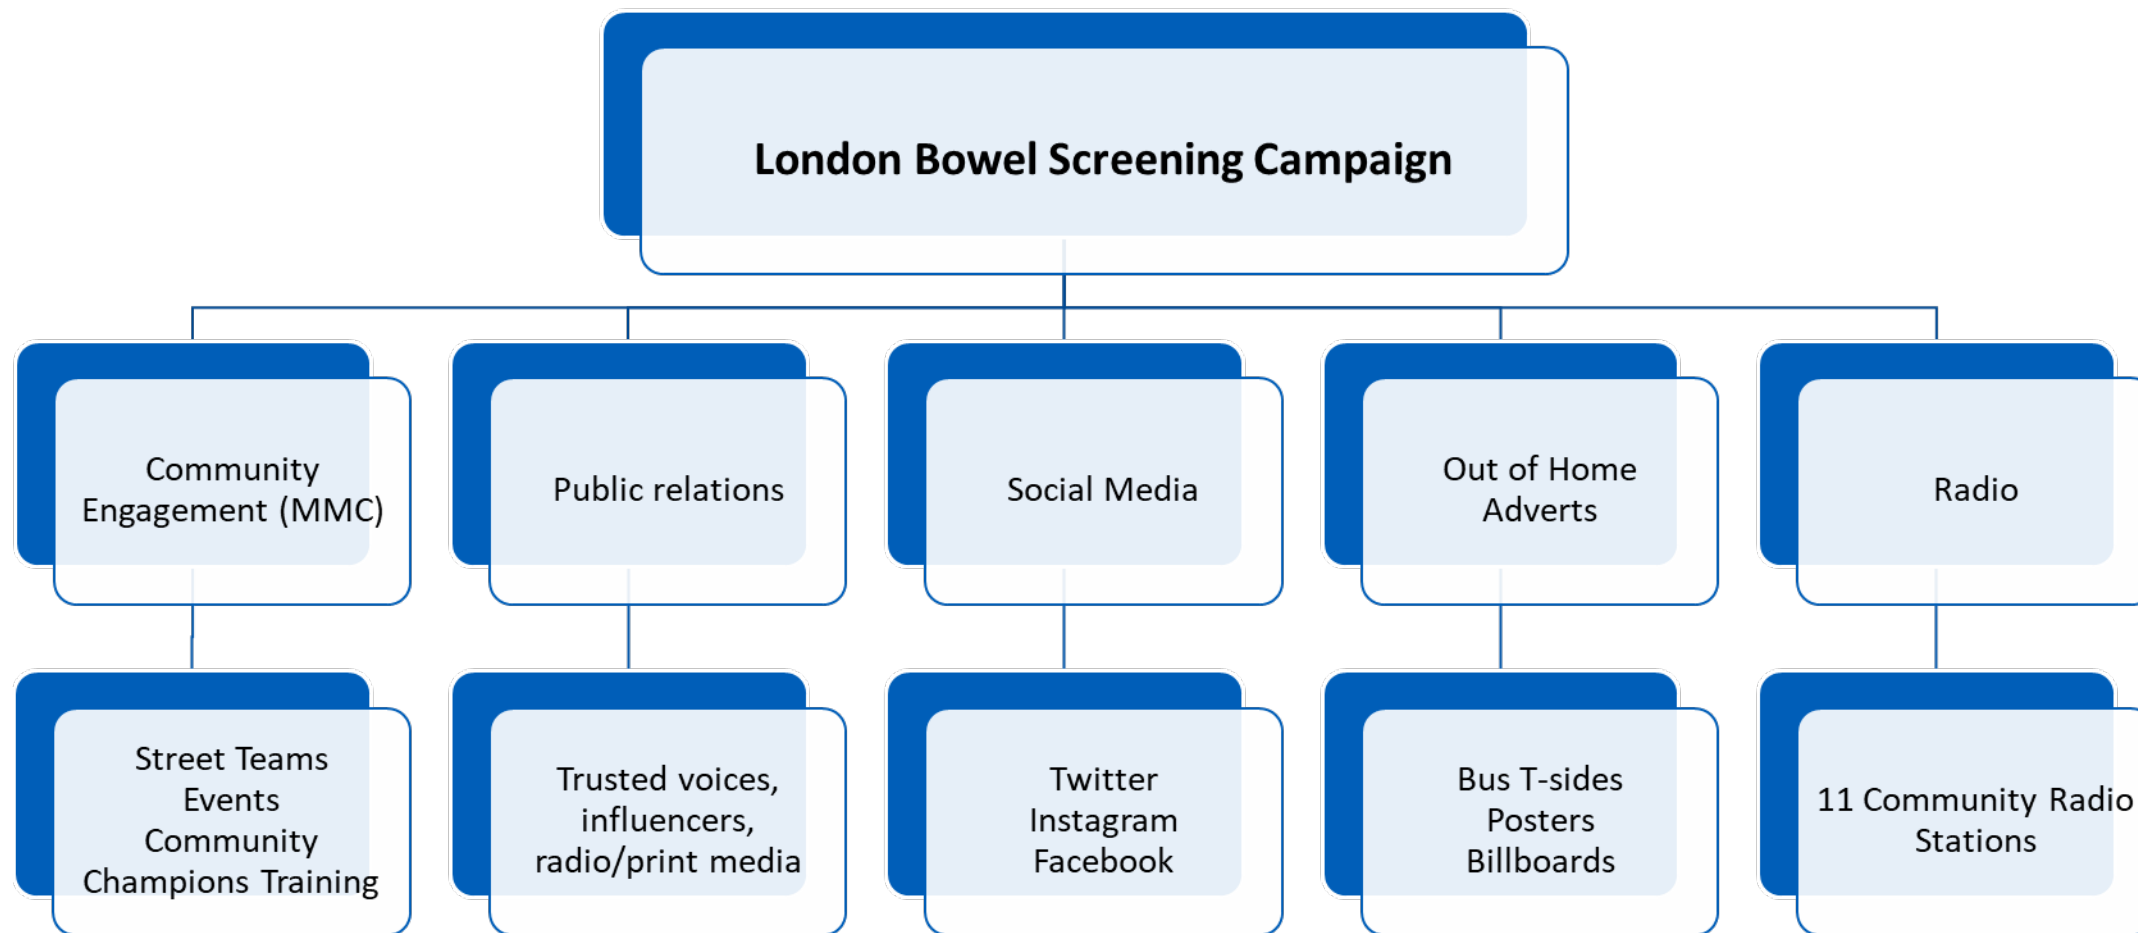 London Bowel Screening Campaign
Community
Engagement (MMC)
Public relations
Social Media
Out of Home
Adverts
Radio
Street Teams
Events
Community
Champions Training
Trusted voices,
influencers,
radio/print media
Twitter
Instagram
Facebook
Bus T-sides
Posters
Billboards
11 Community Radio
Stations